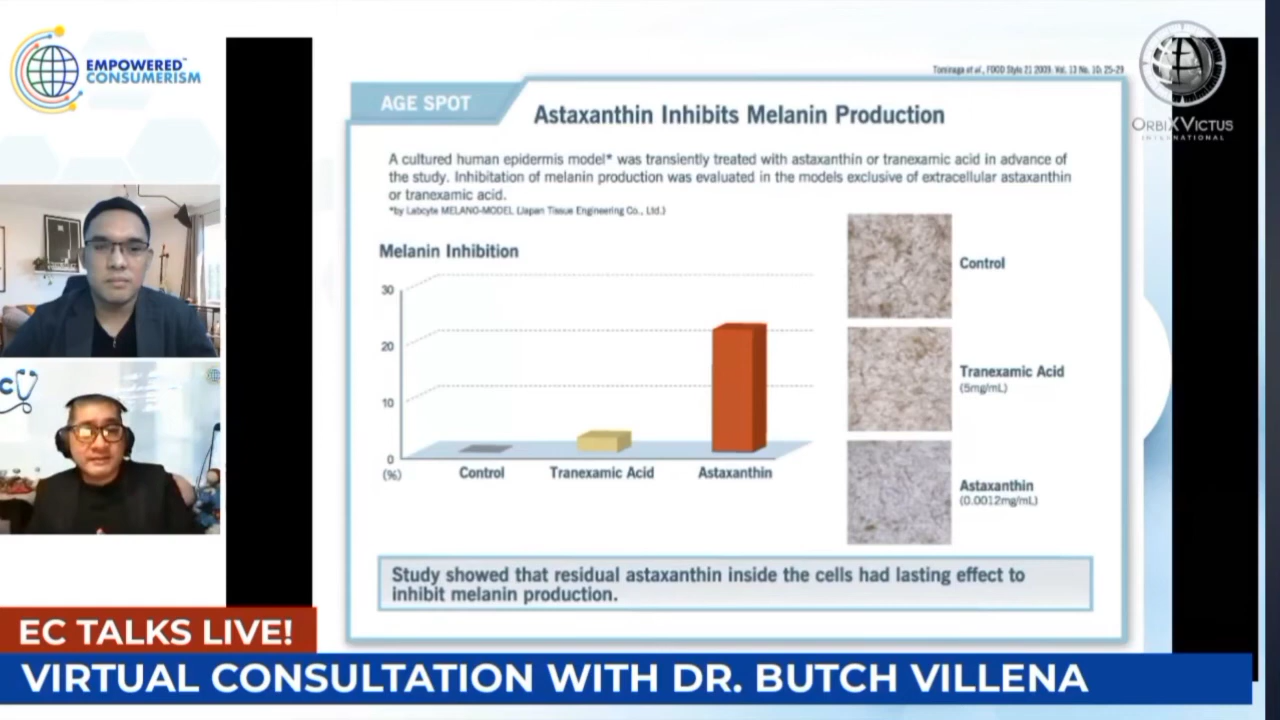 EMPOWERED
CONSUMERISM
Tominaga et al., FOOD Style 21 2009. Vol. 13 No. 10: 25-29
ORBIXVICTUS
INTERNATIONAL
AGE SPOT
Astaxanthin Inhibits Melanin Production
A cultured human epidermis model* was transiently treated with astaxanthin or tranexamic acid in advance of
the study. Inhibitation of melanin production was evaluated in the models exclusive of extracellular astaxanthin
or tranexamic acid.
*by Labcyte MELANO-MODEL (Japan Tissue Engineering Co., Ltd.)
Melanin Inhibition
30
20
10
0
(%)
Control
Tranexamic Acid
Astaxanthin
Control
Tranexamic Acid
(5mg/mL)
Astaxanthin
(0.0012mg/mL)
Study showed that residual astaxanthin inside the cells had lasting effect to
inhibit melanin production.
EC TALKS LIVE!
VIRTUAL CONSULTATION WITH DR. BUTCH VILLENA